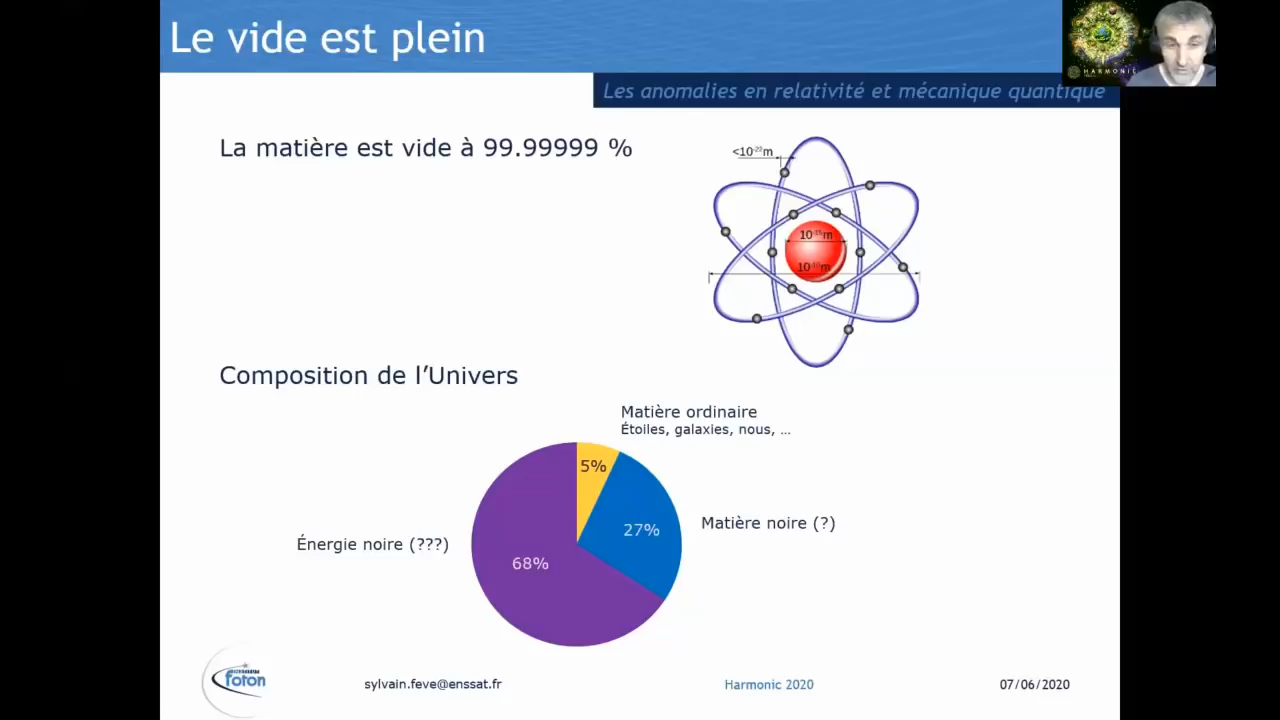 Le vide est plein
HARMONIC
Les anomalies en relativité et mécanique quantique
La matière est vide à 99.99999 %
<10⁻²²m
10⁻¹⁵m
10⁻¹⁰m
Composition de l’Univers
Matière ordinaire
Étoiles, galaxies, nous, ...
5%
27%
Matière noire (?)
Énergie noire (???)
68%
foton
sylvain.feve@enssat.fr
Harmonic 2020
07/06/2020